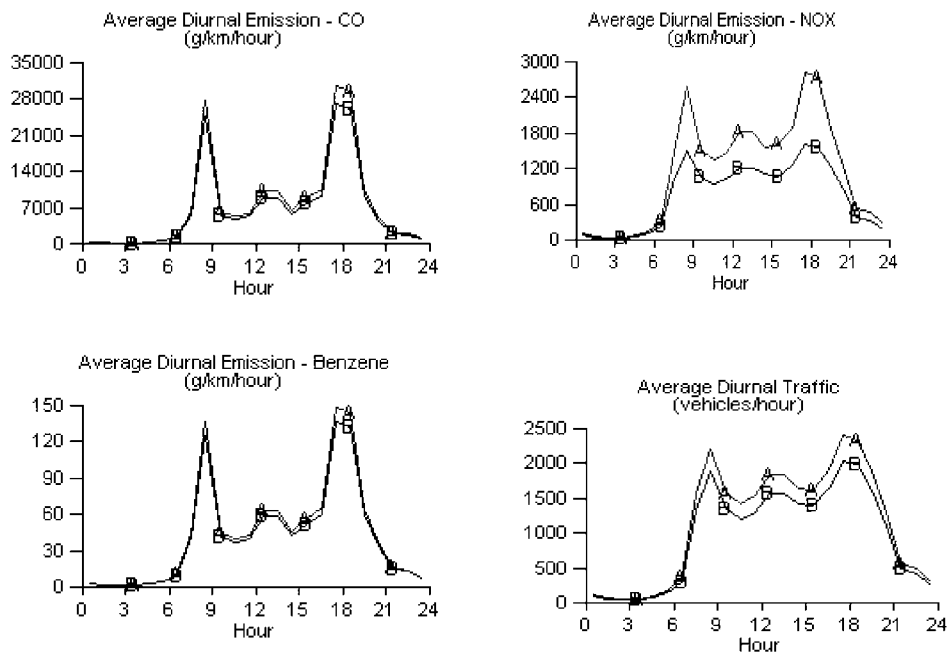 Average Diurnal Emission - CO
(g/km/hour)
35000
28000
21000
14000
7000
0
0 3 6 9 12 15 18 21 24
Hour
A
B
Average Diurnal Emission - NOX
(g/km/hour)
3000
2400
1800
1200
600
0
0 3 6 9 12 15 18 21 24
Hour
A
B
Average Diurnal Emission - Benzene
(g/km/hour)
150
120
90
60
30
0
0 3 6 9 12 15 18 21 24
Hour
A
B
Average Diurnal Traffic
(vehicles/hour)
2500
2000
1500
1000
500
0
0 3 6 9 12 15 18 21 24
Hour
A
B